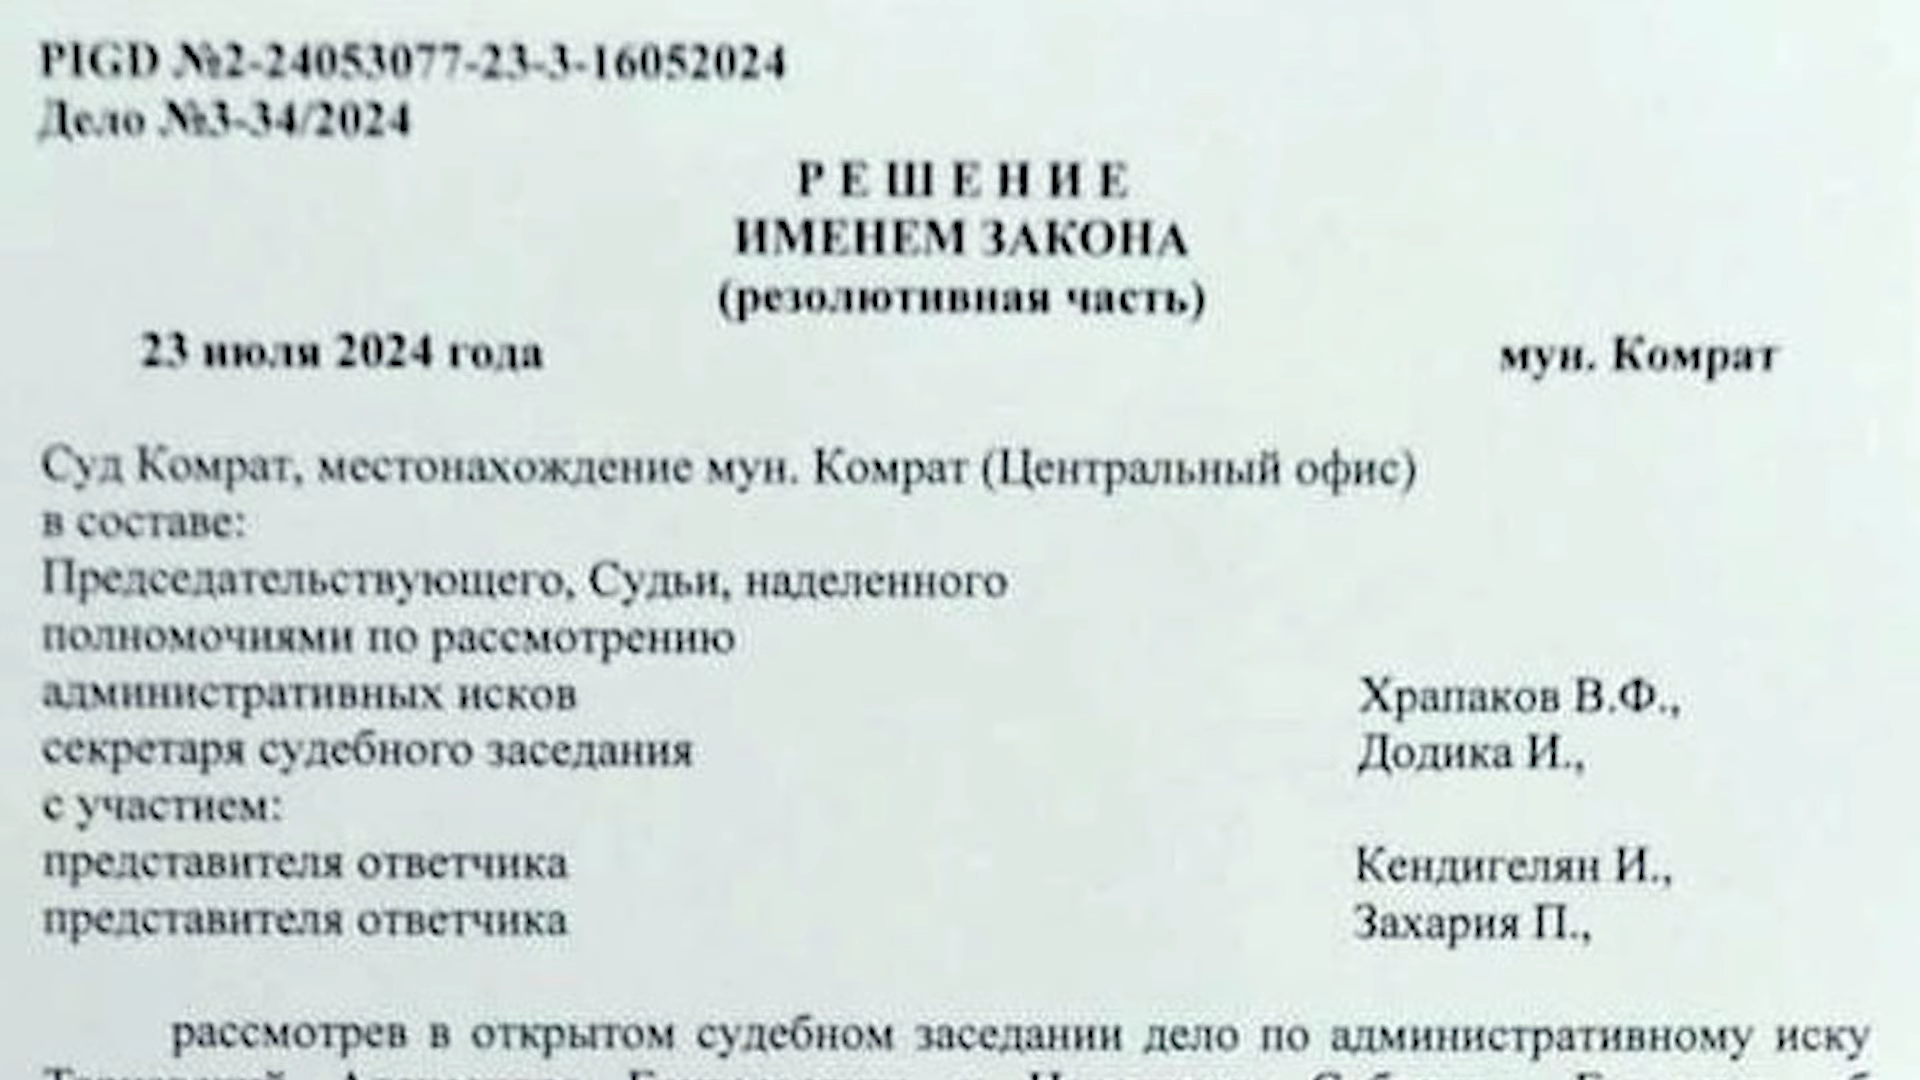 PIGD №2-24053077-23-3-16052024
Дело №3-34/2024
Р Е Ш Е Н И Е
ИМЕНЕМ ЗАКОНА
(резолютивная часть)
23 июля 2024 года мун. Комрат
Суд Комрат, местонахождение мун. Комрат (Центральный офис)
в составе:
Председательствующего, Судьи, наделенного
полномочиями по рассмотрению
административных исков Храпаков В.Ф.,
секретаря судебного заседания Додика И.,
с участием:
представителя ответчика Кендигелян И.,
представителя ответчика Захария П.,
рассмотрев в открытом судебном заседании дело по административному иску